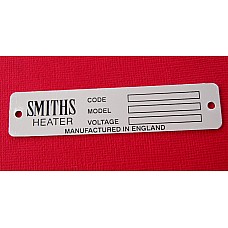 SMITHS
HEATER
CODE
MODEL
VOLTAGE
MANUFACTURED IN ENGLAND